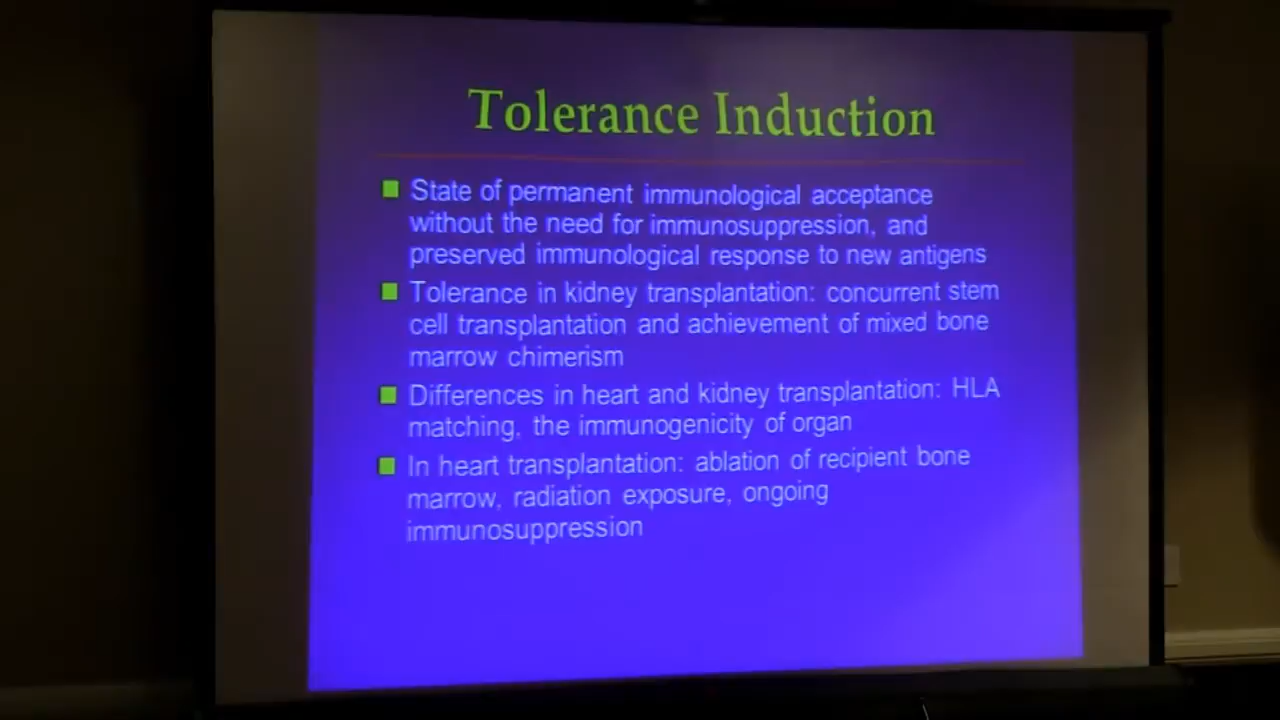 Tolerance Induction
State of permanent immunological acceptance
without the need for immunosuppression, and
preserved immunological response to new antigens
Tolerance in kidney transplantation: concurrent stem
cell transplantation and achievement of mixed bone
marrow chimerism
Differences in heart and kidney transplantation: HLA
matching, the immunogenicity of organ
In heart transplantation: ablation of recipient bone
marrow, radiation exposure, ongoing
immunosuppression